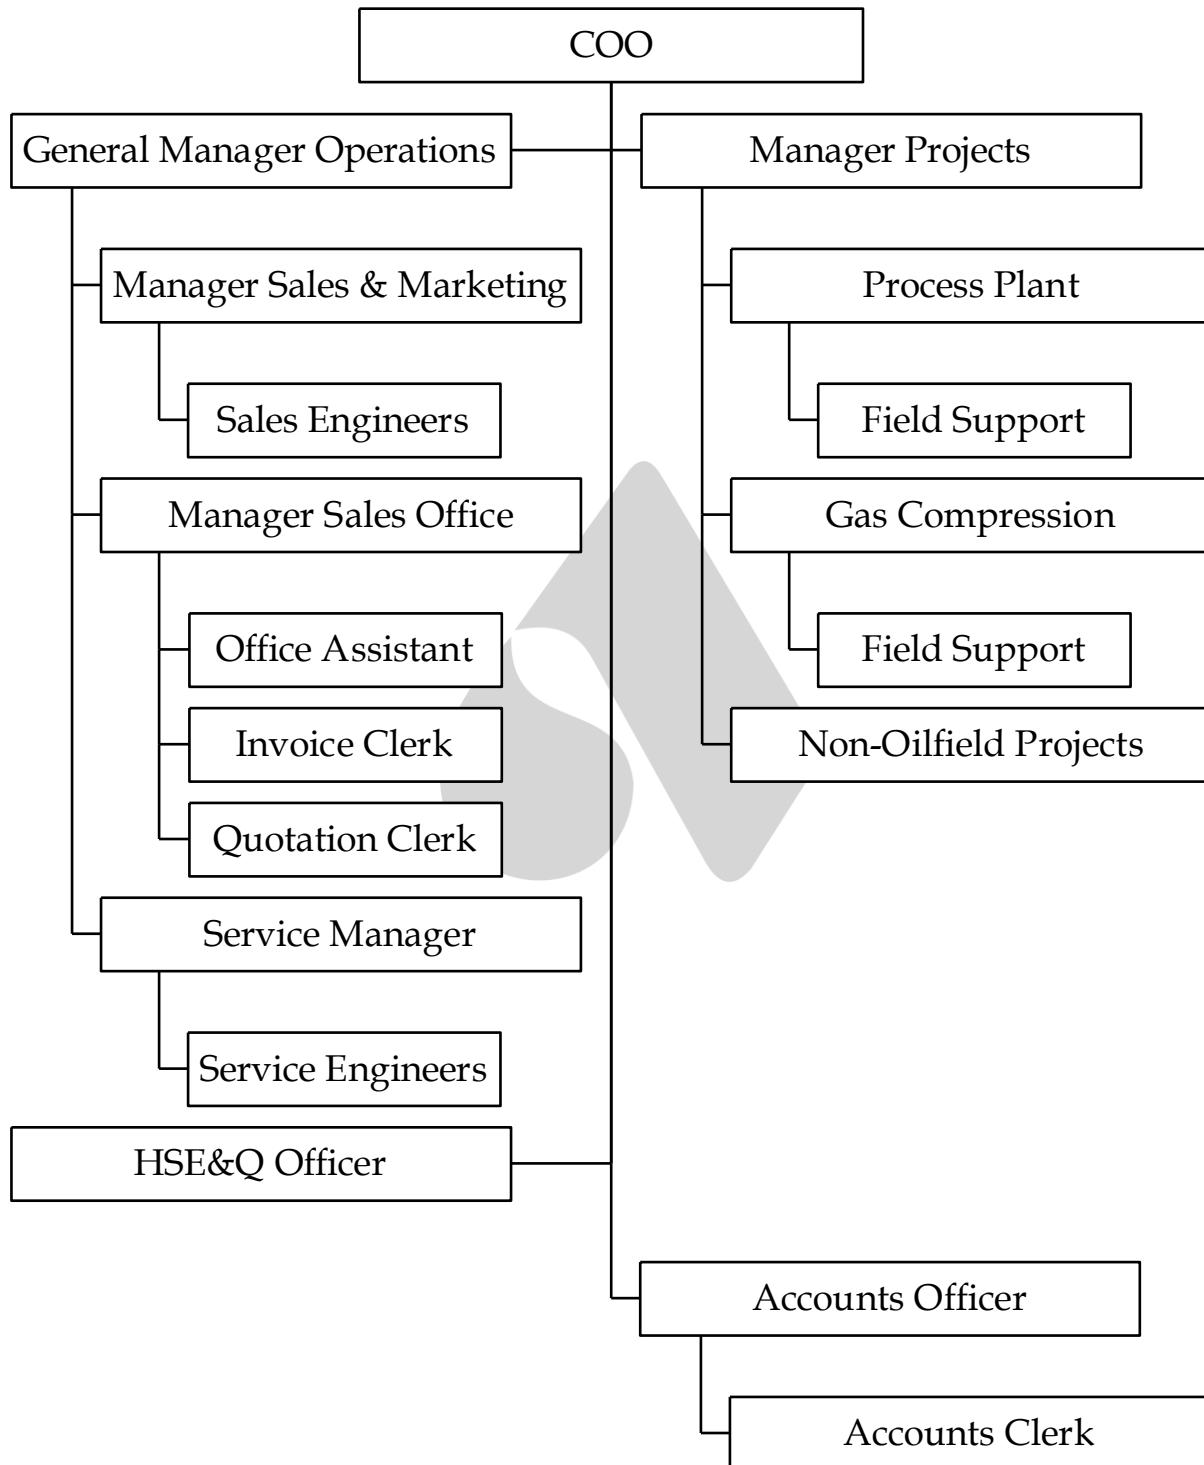 COO
General Manager Operations
Manager Projects
Manager Sales & Marketing
Process Plant
Sales Engineers
Field Support
Manager Sales Office
Gas Compression
Office Assistant
Field Support
Invoice Clerk
Non-Oilfield Projects
Quotation Clerk
Service Manager
Service Engineers
HSE&Q Officer
Accounts Officer
Accounts Clerk